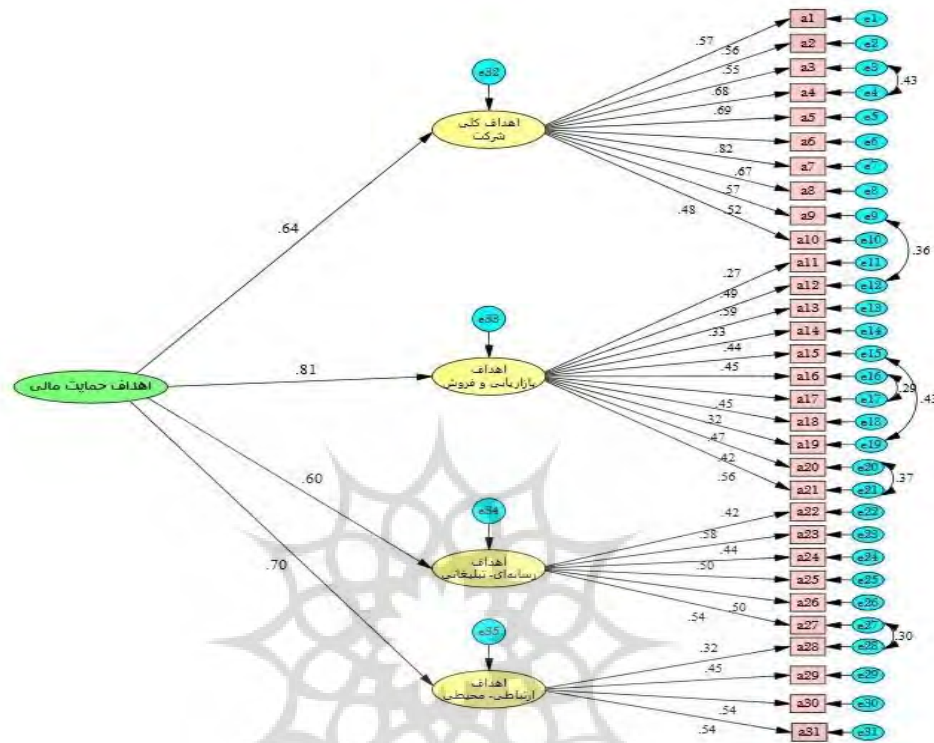 a1 e1
.57
.56
a2 e2
.55
a3 e3
e32
.68
a4 e4
.43
.69
a5 e5
اهداف کلی
شرکت
a6 e6
.82
a7 e7
.67
a8 e8
.57
a9 e9
.48
.52
a10 e10
.64
.36
a11 e11
.27
a12 e12
.49
a13 e13
.59
e33
.33
a14 e14
.44
a15 e15
اهداف
بازاریابی و فروش
.45
a16 e16
.81
.29
.43
اهداف حمایت مالی
a17 e17
.45
a18 e18
.32
a19 e19
.47
a20 e20
.42
.37
.56
a21 e21
.60
a22 e22
.42
e34
a23 e23
.58
.44
a24 e24
اهداف
رسانه‌ای- تبلیغاتی
.50
a25 e25
.70
a26 e26
.50
.54
a27 e27
.30
e35
.32
a28 e28
.45
a29 e29
اهداف
ارتباطی- محیطی
a30 e30
.54
.54
a31 e31